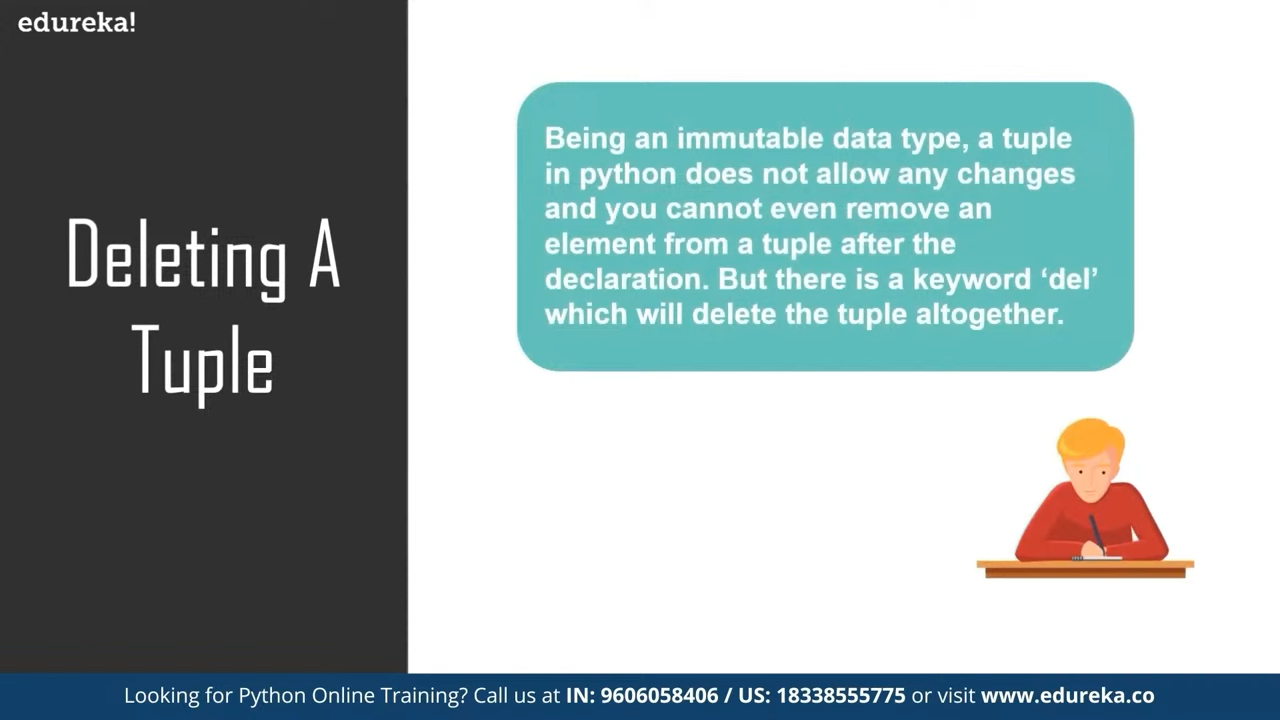 edureka!
Deleting A
Tuple
Being an immutable data type, a tuple
in python does not allow any changes
and you cannot even remove an
element from a tuple after the
declaration. But there is a keyword ‘del’
which will delete the tuple altogether.
Looking for Python Online Training? Call us at IN: 9606058406 / US: 18338555775 or visit www.edureka.co